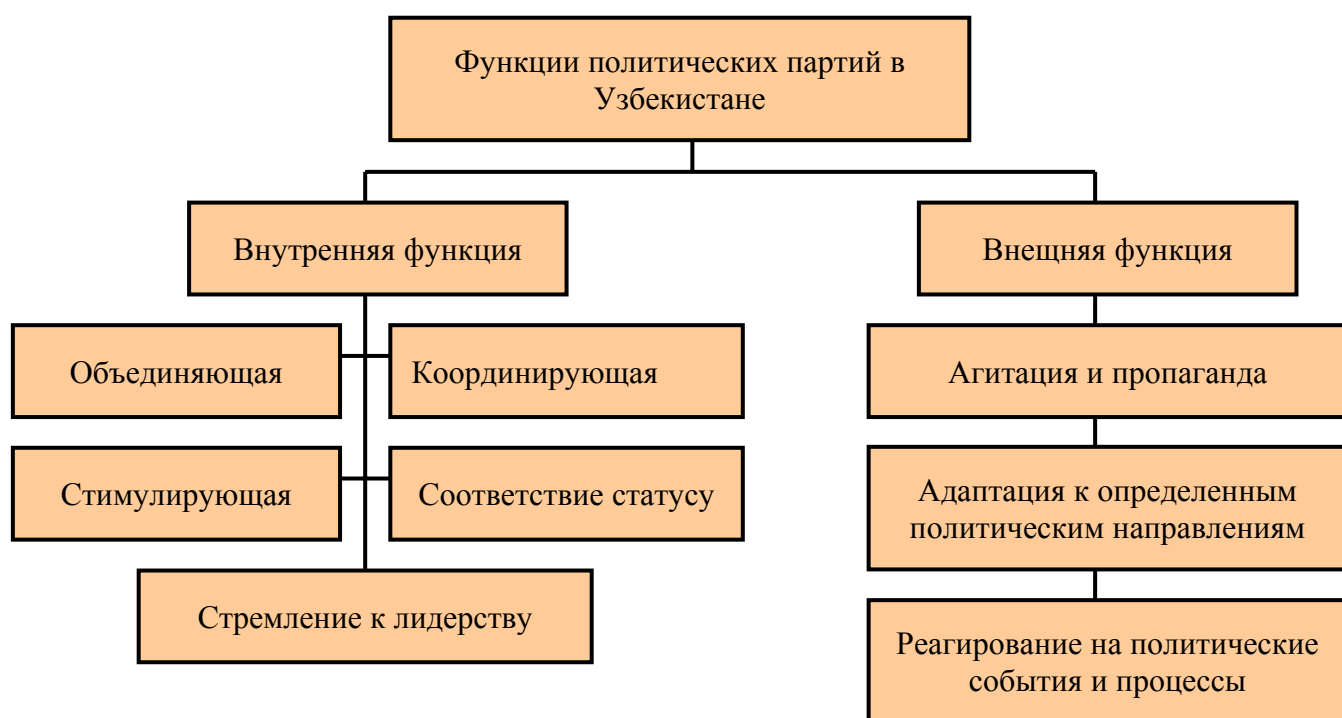 Функции политических партий в
Узбекистане
Внутренняя функция
Внещняя функция
Объединяющая
Координирующая
Агитация и пропаганда
Стимулирующая
Соответствие статусу
Адаптация к определенным
политическим направлениям
Стремление к лидерству
Реагирование на политические
события и процессы